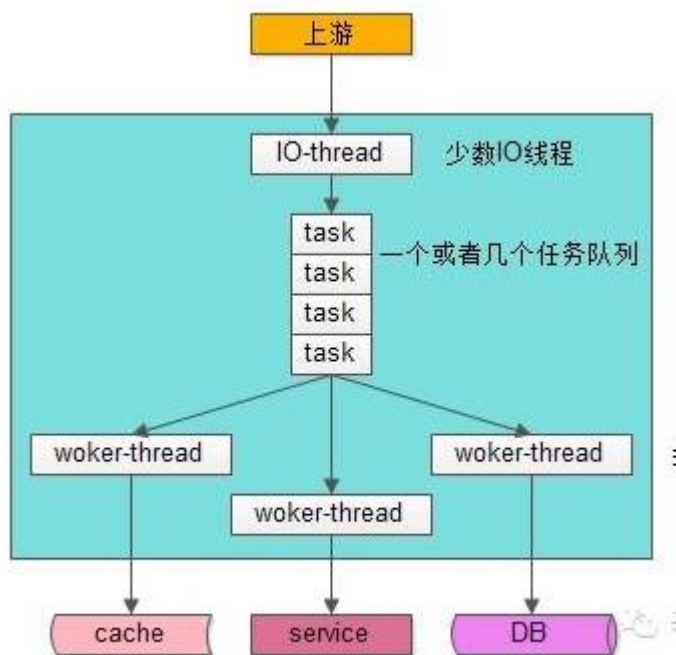 上游
IO-thread 少数IO线程
task
一个或者几个任务队列
task
task
task
woker-thread
woker-thread
woker-thread
cache
service
DB